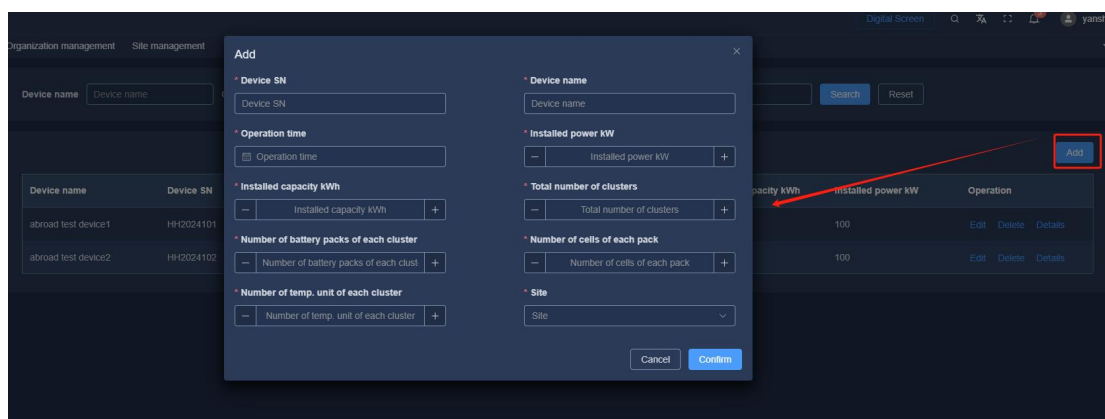 Digital Screen
yansh
Organization management Site management
Device name Device name
Search Reset
Add
Device name Device SN
pacity kWh Installed power kW Operation
abroad test device1 HH2024101
100 Edit Delete Details
abroad test device2 HH2024102
100 Edit Delete Details
Add
* Device SN * Device name
Device SN Device name
* Operation time * Installed power kW
Operation time Installed power kW
* Installed capacity kWh * Total number of clusters
Installed capacity kWh Total number of clusters
* Number of battery packs of each cluster * Number of cells of each pack
Number of battery packs of each clust Number of cells of each pack
* Number of temp. unit of each cluster * Site
Number of temp. unit of each cluster Site
Cancel Confirm